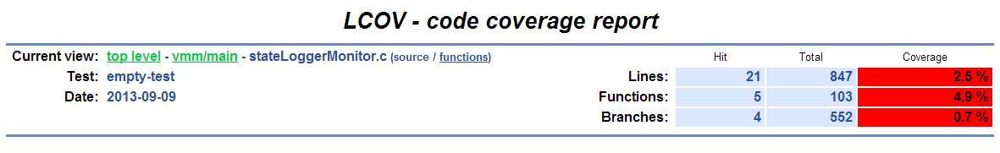 LCOV - code coverage report
Current view: top level - vmm/main - stateLoggerMonitor.c (source / functions) Hit Total Coverage
Test: empty-test Lines: 21 847 2.5 %
Date: 2013-09-09 Functions: 5 103 4.9 %
Branches: 4 552 0.7 %